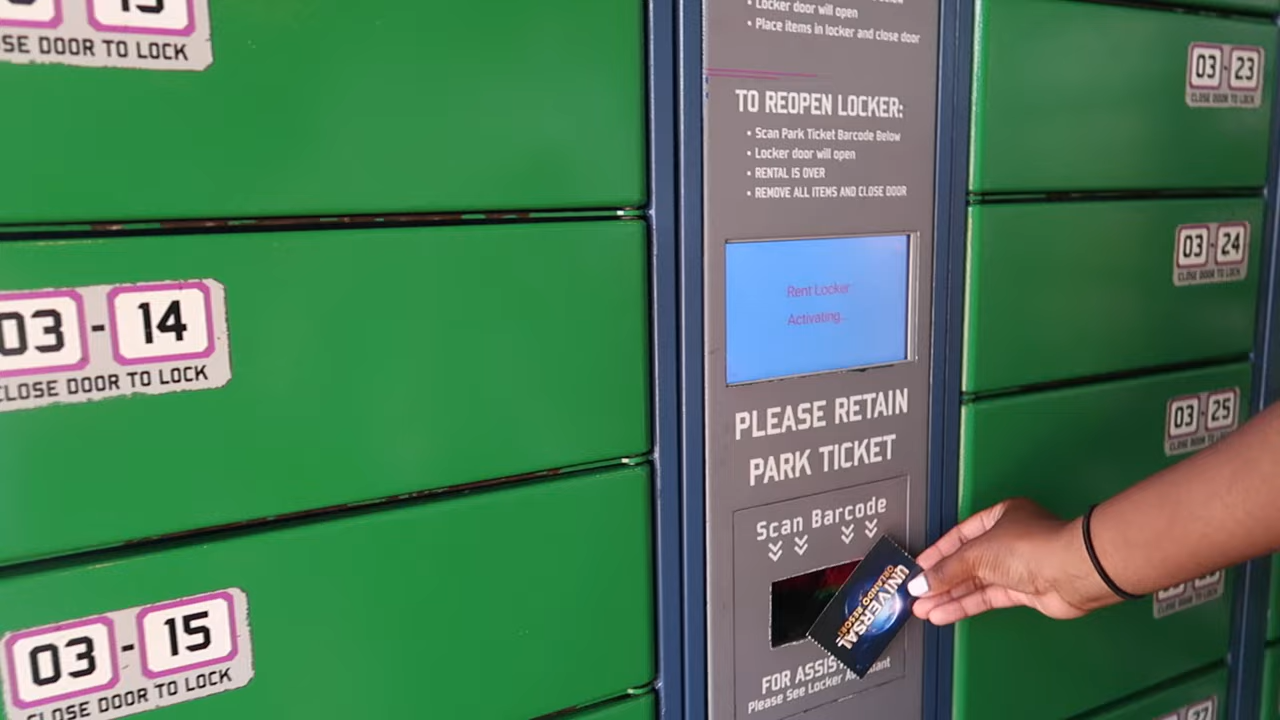 13
SE DOOR TO LOCK
03 - 14
CLOSE DOOR TO LOCK
03 - 15
CLOSE DOOR TO LOCK
• Locker door will open
• Place items in locker and close door
TO REOPEN LOCKER:
• Scan Park Ticket Barcode Below
• Locker door will open
• RENTAL IS OVER
• REMOVE ALL ITEMS AND CLOSE DOOR
Rent Locker
Activating...
PLEASE RETAIN
PARK TICKET
Scan Barcode
UNIVERSAL
ORLANDO RESORT
FOR ASSIS
Please See Locker
03 - 23
CLOSE DOOR TO LOCK
03 - 24
CLOSE DOOR TO LOCK
03 - 25
CLOSE DOOR TO
27